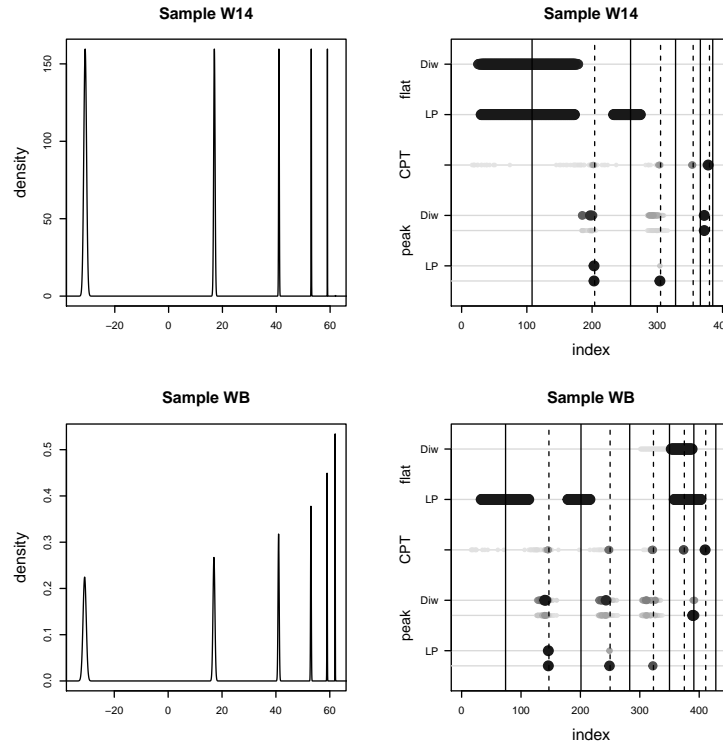 Sample W14
density
0 50 100 150
−20 0 20 40 60
Sample W14
flat
CPT
peak
Diw
LP
Diw
LP
0 100 200 300 400
index
Sample WB
density
0.0 0.1 0.2 0.3 0.4 0.5
−20 0 20 40 60
Sample WB
flat
CPT
peak
Diw
LP
Diw
LP
0 100 200 300 400
index